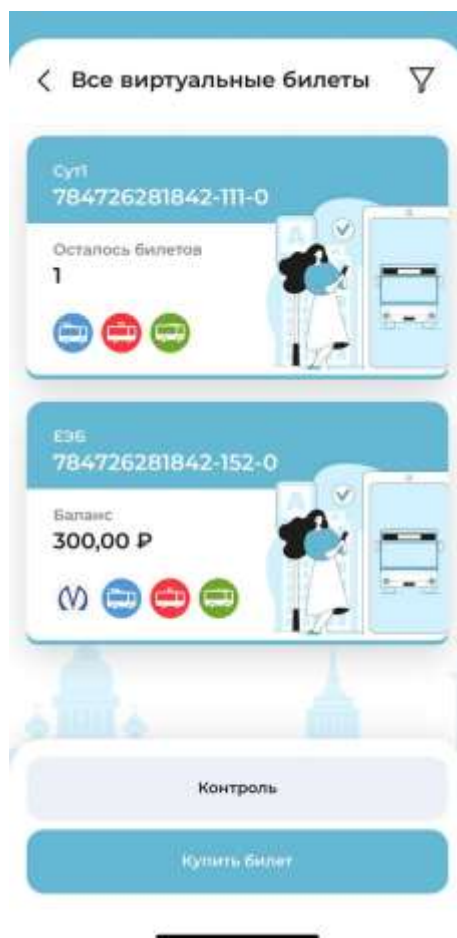 Все виртуальные билеты
Сут1
784726281842-111-0
Осталось билетов
1
ЕЭБ
784726281842-152-0
Баланс
300,00 ₽
Контроль
Купить билет